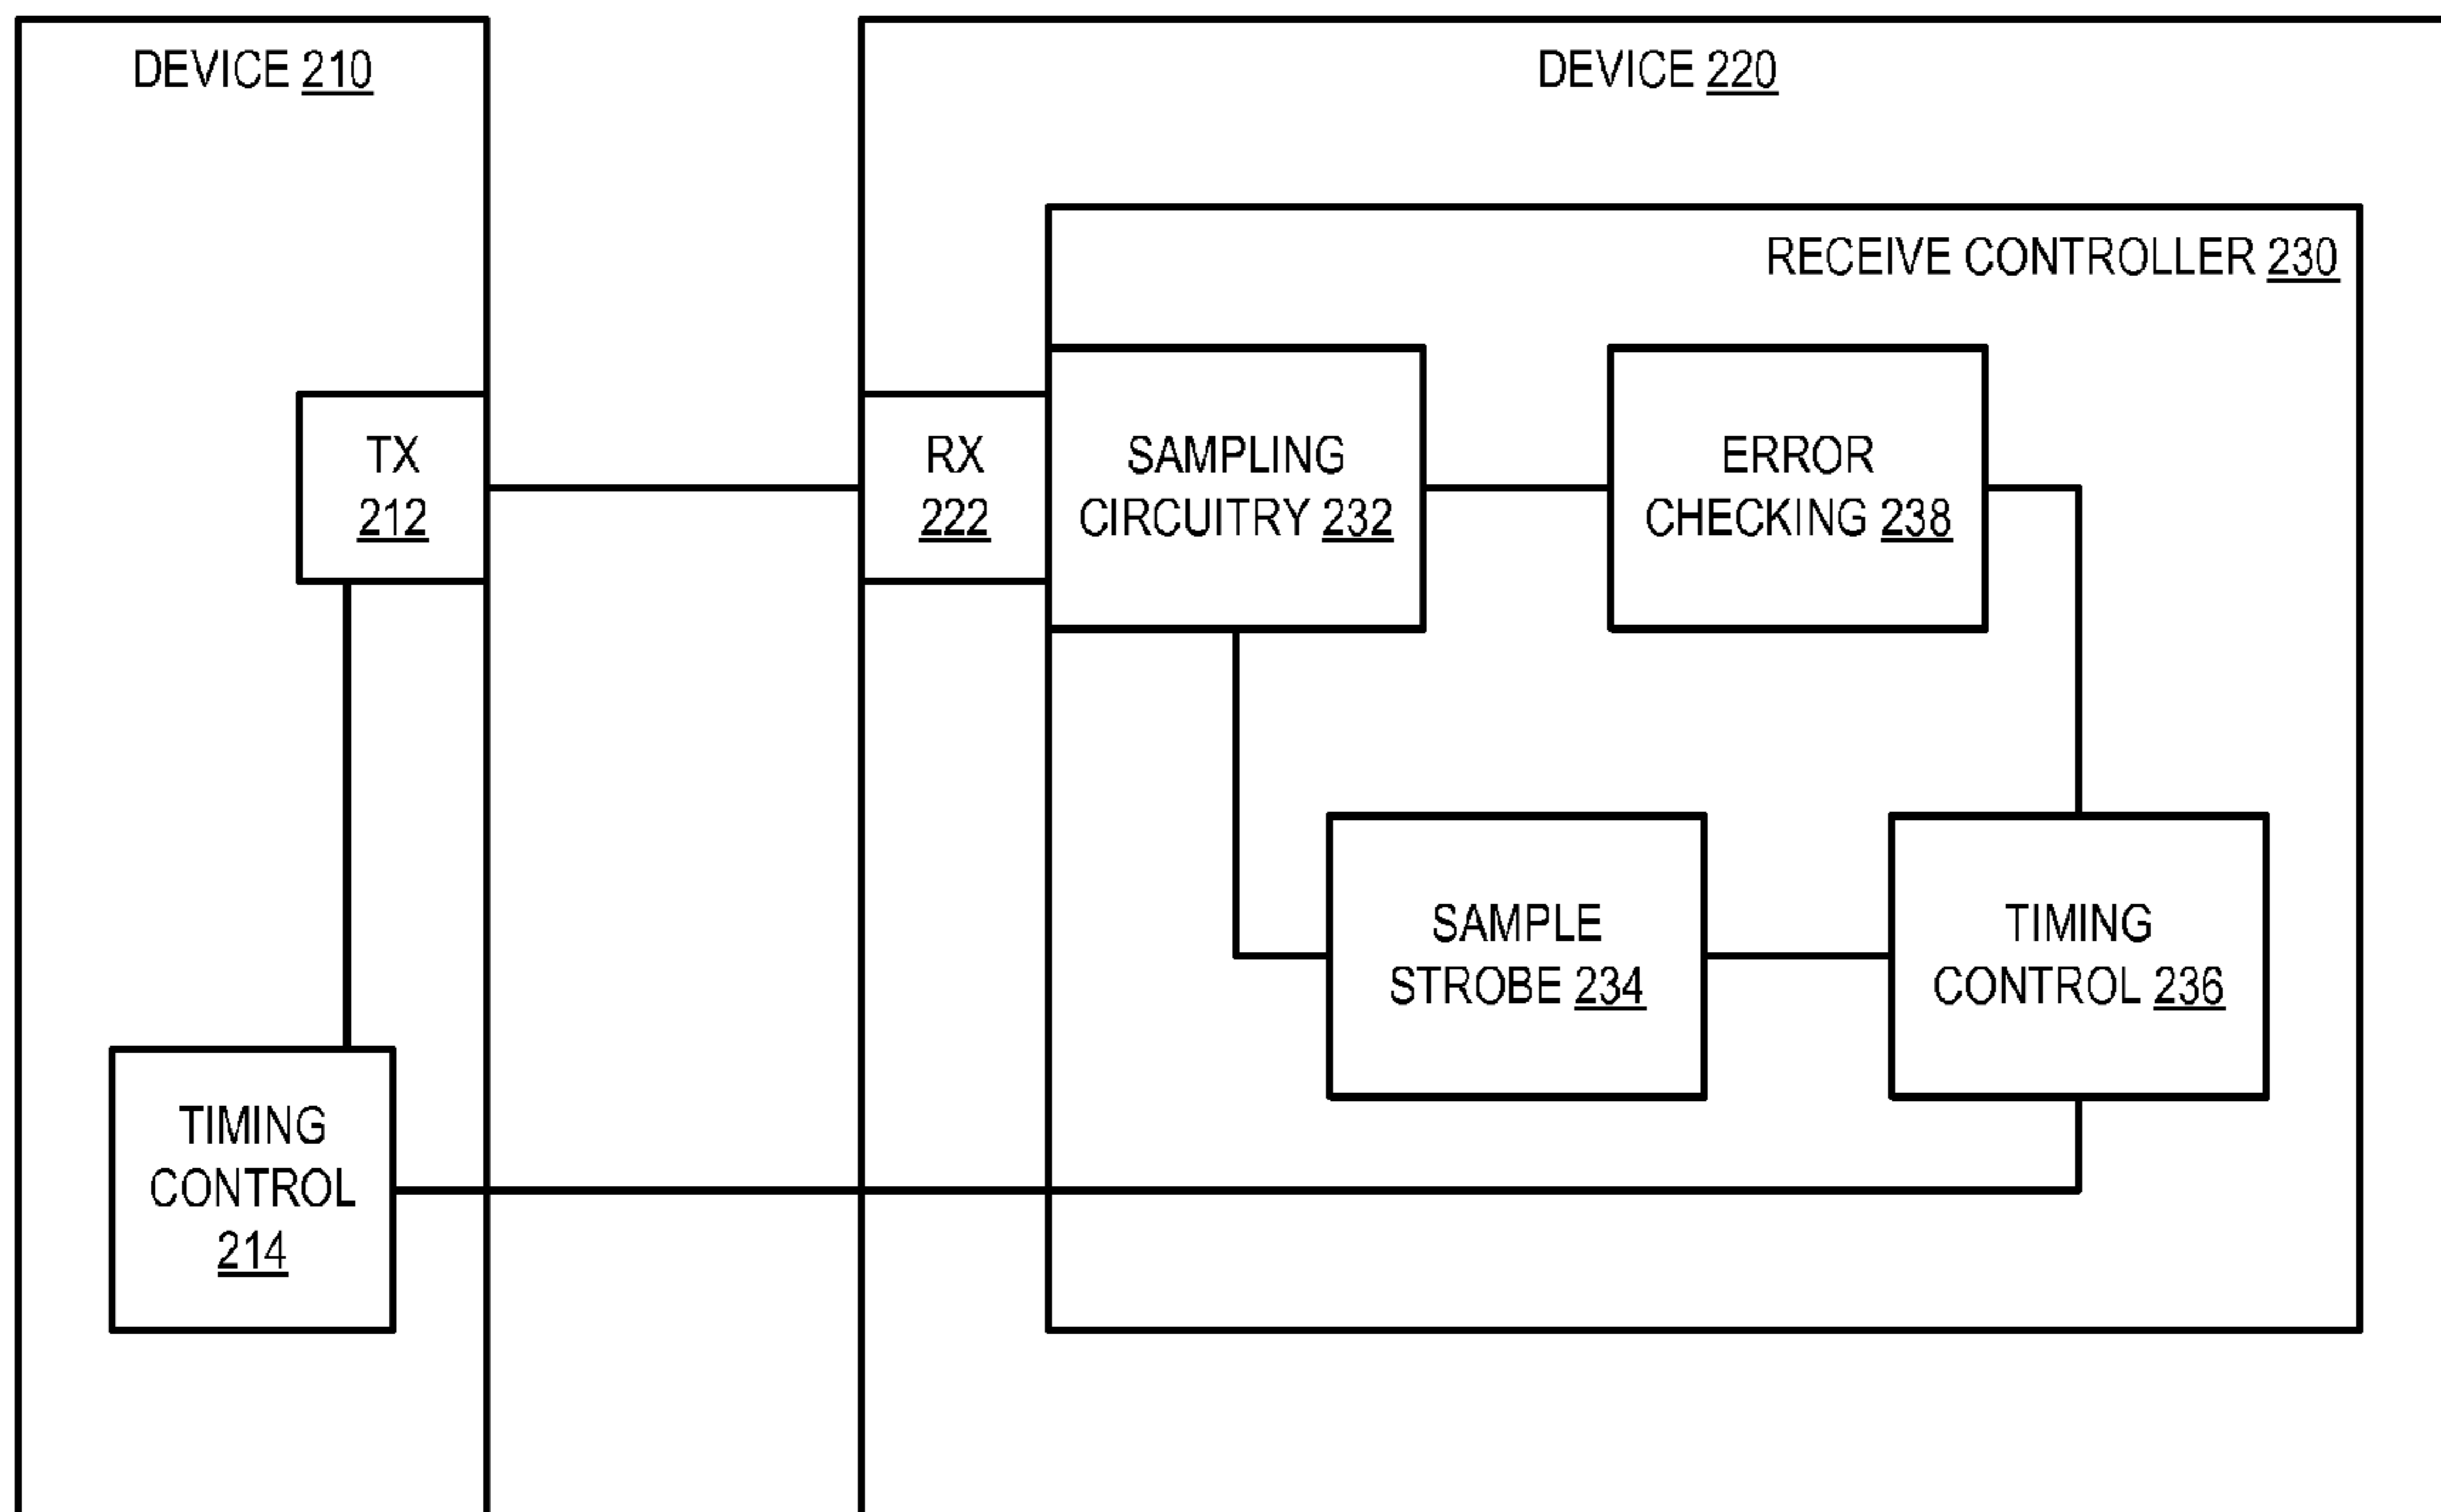 DEVICE 210
DEVICE 220
RECEIVE CONTROLLER 230
TX
212
RX
222
SAMPLING
CIRCUITRY 232
ERROR
CHECKING 238
SAMPLE
STROBE 234
TIMING
CONTROL 236
TIMING
CONTROL
214